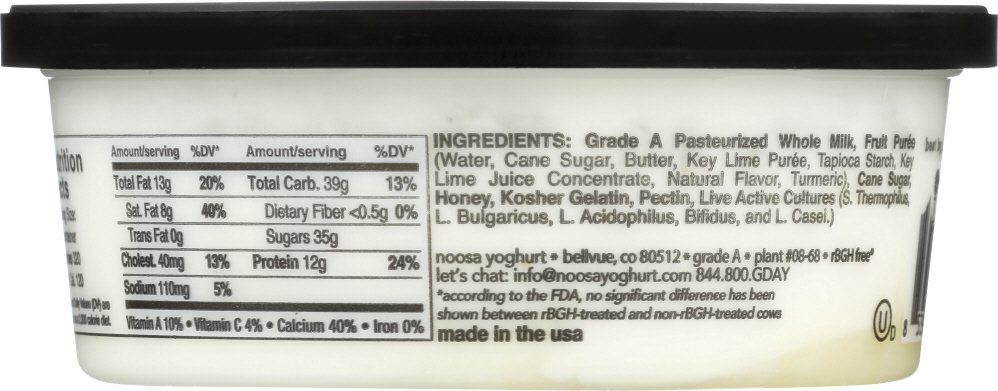 Amount/serving %DV* Amount/serving %DV*
Total Fat 13g 20% Total Carb. 39g 13%
Sat. Fat 8g 40% Dietary Fiber <0.5g 0%
Trans Fat 0g Sugars 35g
Cholest. 40mg 13% Protein 12g 24%
Sodium 110mg 5%
Vitamin A 10% • Vitamin C 4% • Calcium 40% • Iron 0%
INGREDIENTS: Grade A Pasteurized Whole Milk, Fruit Purée
(Water, Cane Sugar, Butter, Key Lime Purée, Tapioca Starch, Key
Lime Juice Concentrate, Natural Flavor, Turmeric), Cane Sugar,
Honey, Kosher Gelatin, Pectin, Live Active Cultures (S. Thermophilus,
L. Bulgaricus, L. Acidophilus, Bifidus, and L. Casei.)
noosa yoghurt • bellvue, co 80512 • grade A • plant #08-68 • rBGH free*
let's chat: info@noosayoghurt.com 844.800.GDAY
*according to the FDA, no significant difference has been
shown between rBGH-treated and non-rBGH-treated cows
made in the usa
U D 8